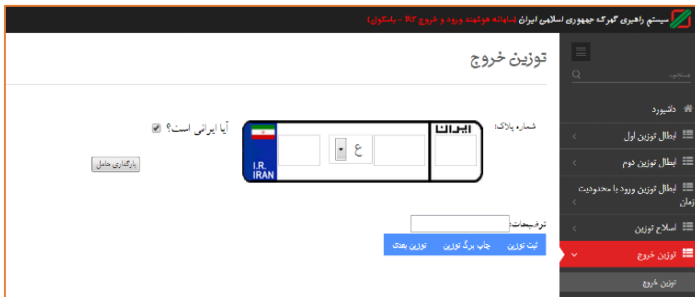 سیستم راهبری گمرک جمهوری اسلامی ایران (سامانه هوشمند ورود و خروج کالا - باسکول)
جستجو...
داشبورد
ابطال توزین اول
ابطال توزین دوم
ابطال توزین ورود با محدودیت
زمان
اصلاح توزین
توزین خروج
توزین خروج
توزین خروج
شماره پلاک:
ایران
ع
I.R.
IRAN
آیا ایرانی است؟
بارگذاری حامل
توضیحات:
ثبت توزین
چاپ برگ توزین
توزین بعدی